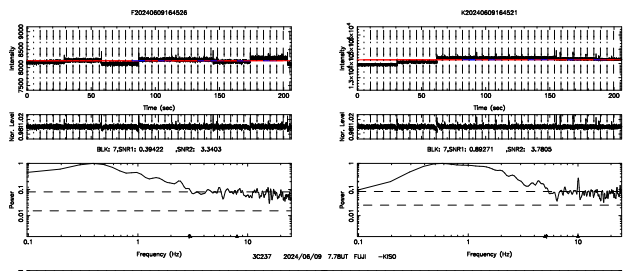 F20240609164526
K20240609164521
Intensity
7500 8000 8500 9000
0 50 100 150 200
Time (sec)
Intensity
0 50 100 150 200
Time (sec)
Nor. Level
Nor. Level
BLK: 7,SNR1: 0.39422 ,SNR2: 3.3403
BLK: 7,SNR1: 0.89271 ,SNR2: 3.7805
Power
0.01 0.1 1
0.1 1 10
Frequency (Hz)
Power
0.01 0.1 1
0.1 1 10
Frequency (Hz)
3C237 2024/06/09 7.78UT FUJI -KISO